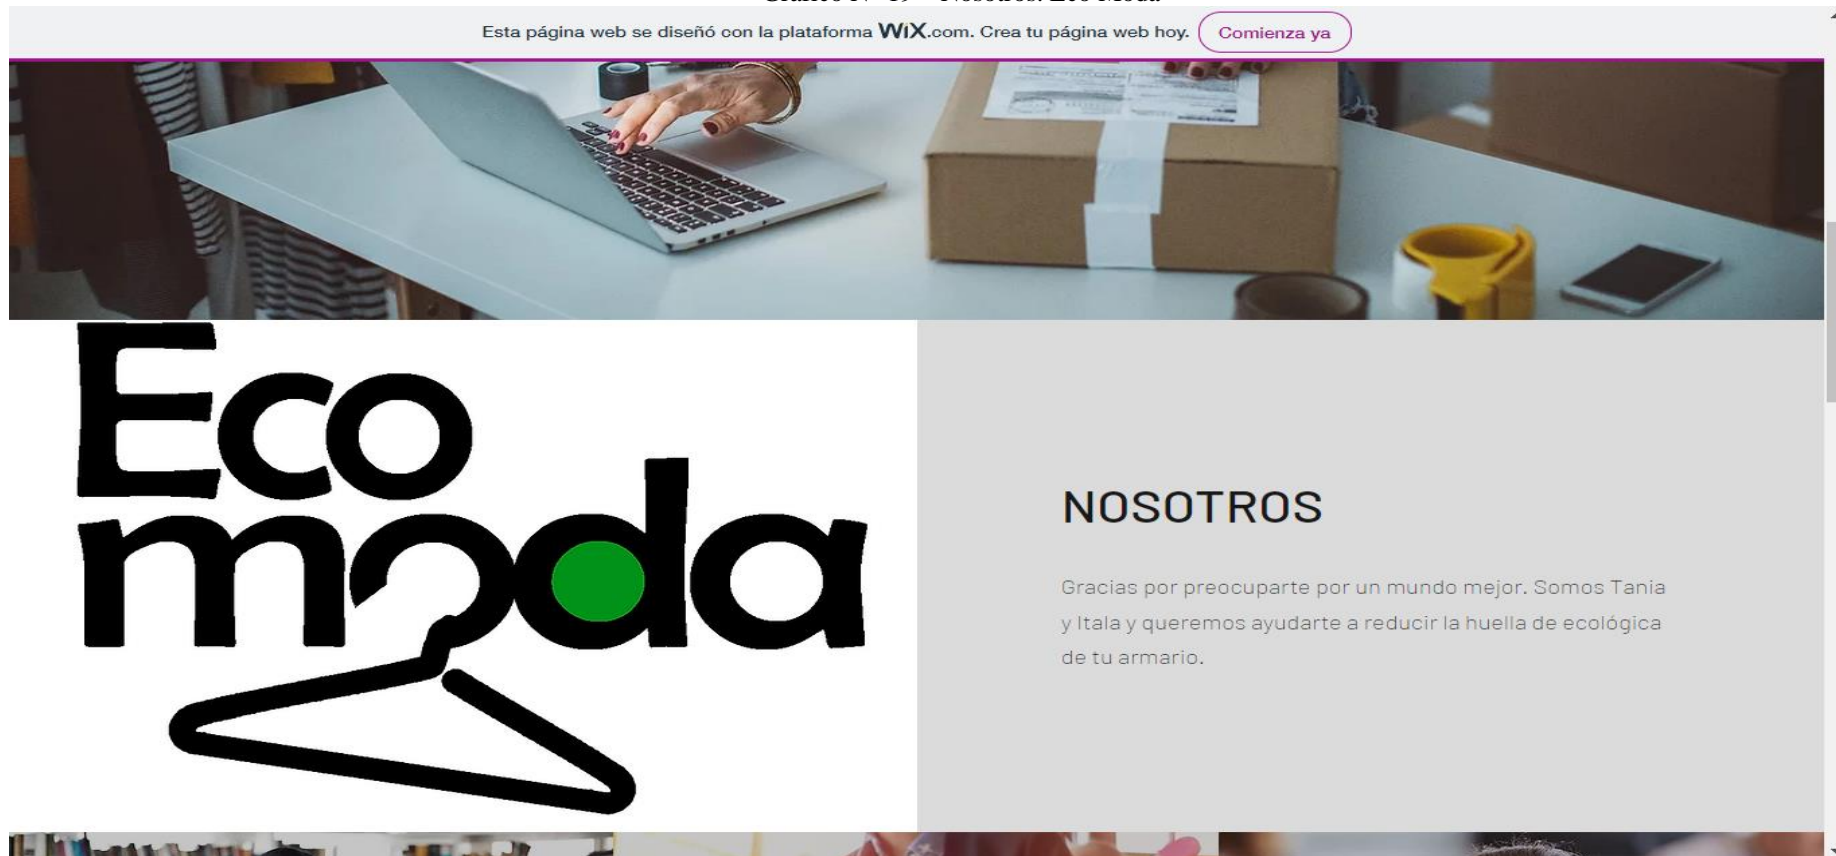 Esta página web se diseñó con la plataforma WiX.com. Crea tu página web hoy. Comienza ya
Eco
moda
NOSOTROS
Gracias por preocuparte por un mundo mejor. Somos Tania
y Itala y queremos ayudarte a reducir la huella de ecológica
de tu armario.